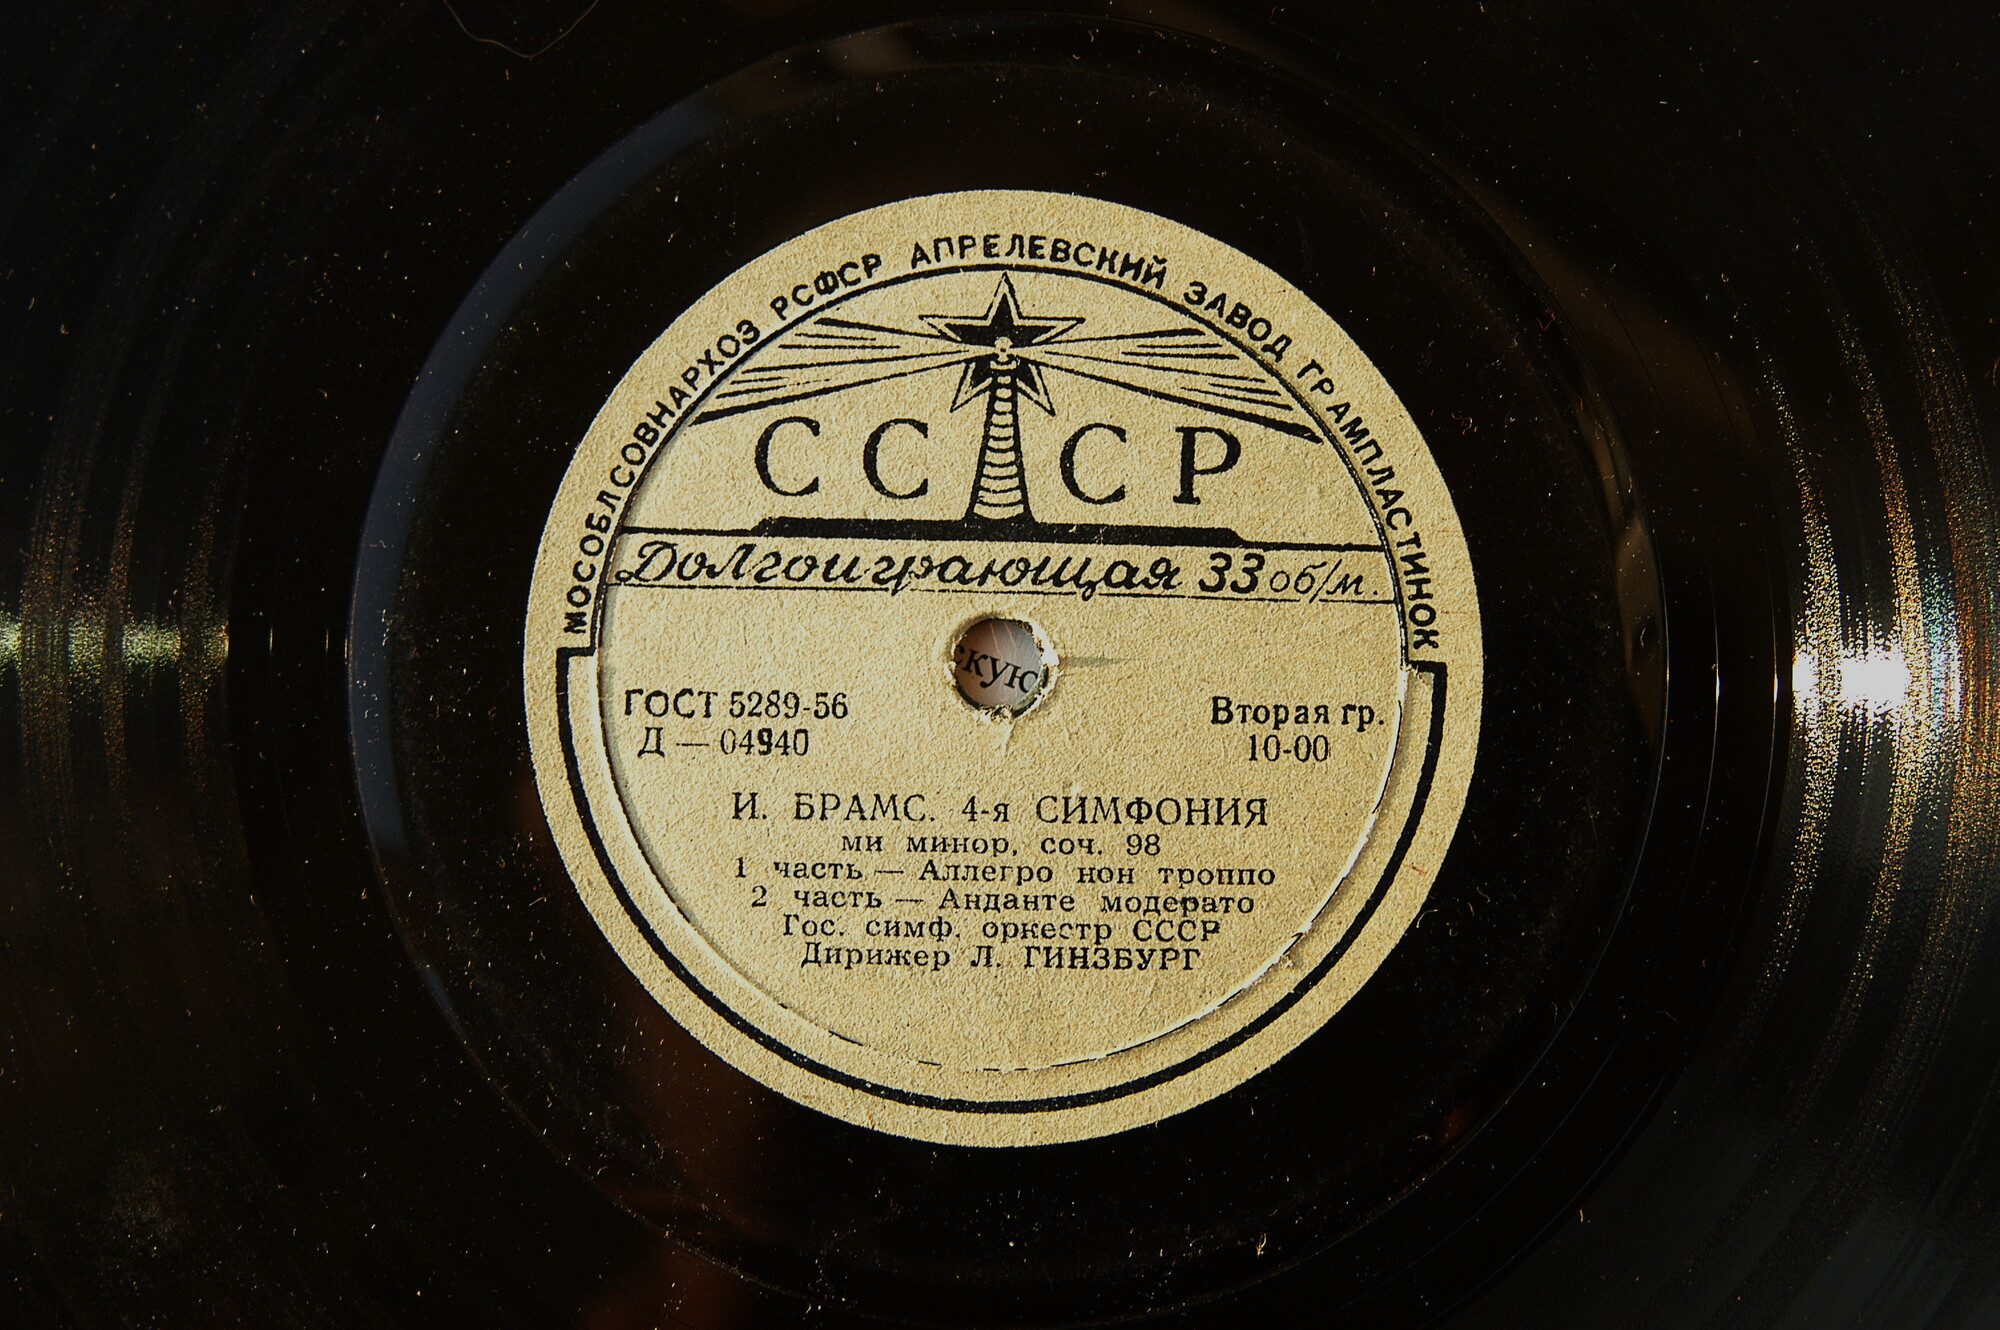 МОСОБЛСОВНАРХОЗ РСФСР АПРЕЛЕВСКИЙ ЗАВОД ГРАМПЛАСТИНОК
СССР
Долгоиграющая 33 об/м.
скую
ГОСТ 5289-56
Д — 04940
Вторая гр.
10-00
И. БРАМС. 4-я СИМФОНИЯ
ми минор, соч. 98
1 часть — Аллегро нон троппо
2 часть — Анданте модерато
Гос. симф. оркестр СССР
Дирижер Л. ГИНЗБУРГ